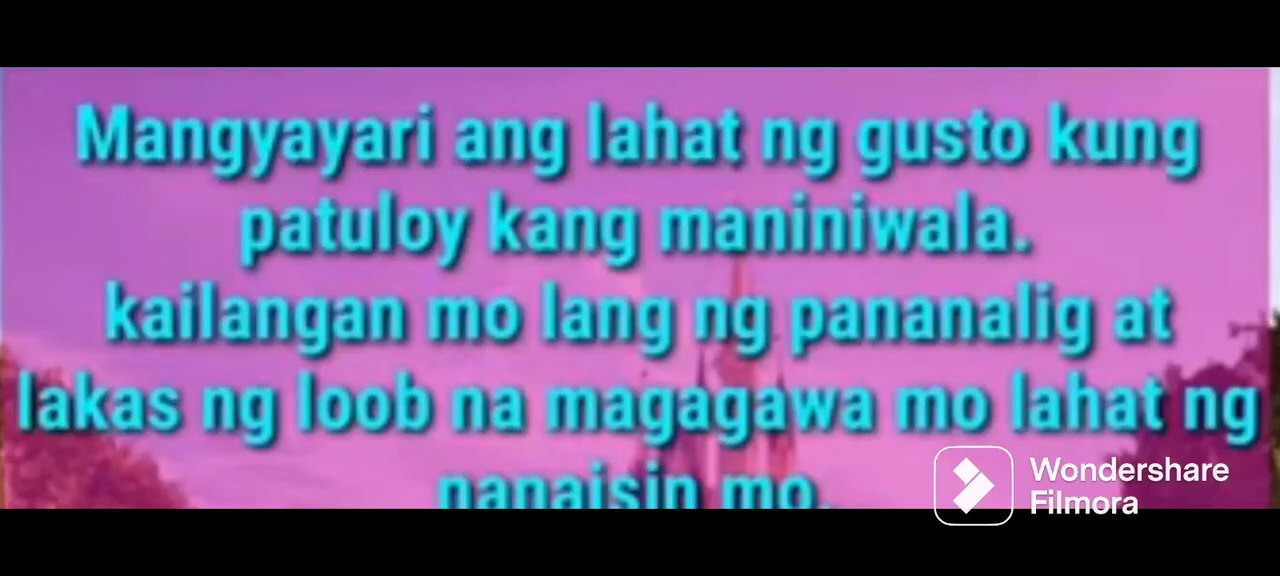 Mangyayari ang lahat ng gusto kung
patuloy kang maniniwala.
kailangan mo lang ng pananalig at
lakas ng loob na magagawa mo lahat ng
nanaisin mo.
Wondershare
Filmora